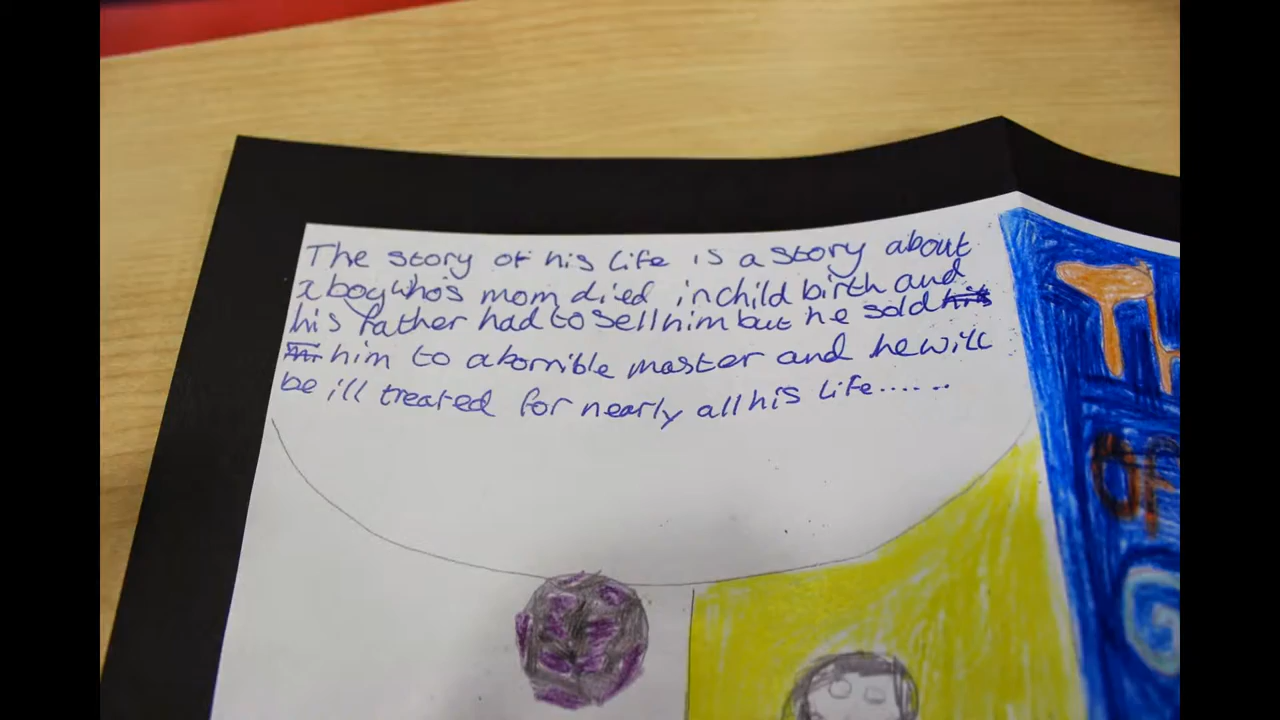 The story of his life is a story about
a boy who's mom died in child birth and
his father had to sell him but he sold
him to a horrible master and he will
be ill treated for nearly all his life......
TH
OF
G